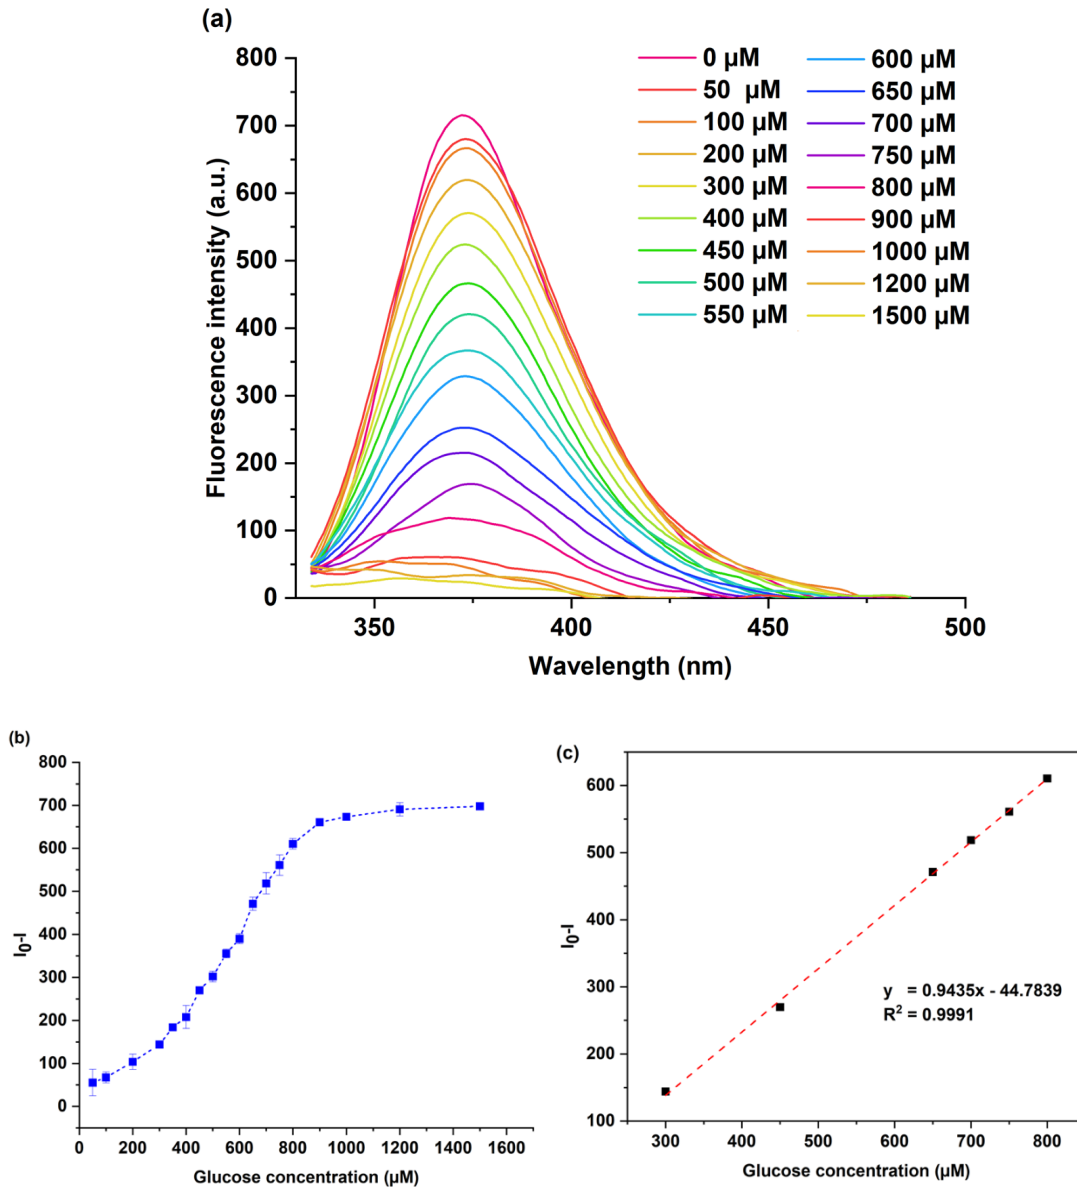 (a)
800
700
600
500
400
300
200
100
0
Fluorescence intensity (a.u.)
350
400
450
500
Wavelength (nm)
0 µM
50 µM
100 µM
200 µM
300 µM
400 µM
450 µM
500 µM
550 µM
600 µM
650 µM
700 µM
750 µM
800 µM
900 µM
1000 µM
1200 µM
1500 µM
(b)
800
700
600
500
400
300
200
100
0
I₀-I
0 200 400 600 800 1000 1200 1400 1600
Glucose concentration (µM)
(c)
600
500
400
300
200
100
I₀-I
300 400 500 600 700 800
Glucose concentration (µM)
y = 0.9435x - 44.7839
R² = 0.9991